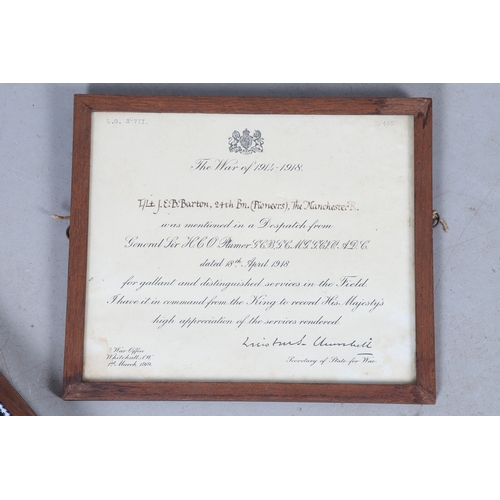 The War of 1914-1918.
T/Lt J.E.B. Barton, 24th Bn. (Pioneers), The Manchester R.
was mentioned in a Despatch from
General Sir H.C.O. Plumer G.C.B. G.C.M.G. G.C.V.O. A.D.C.
dated 18th April 1918
for gallant and distinguished services in the Field.
I have it in command from the King to record His Majesty's
high appreciation of the services rendered.
Winston S. Churchill
War Office
Whitehall, S.W.
1st March 1919.
Secretary of State for War.